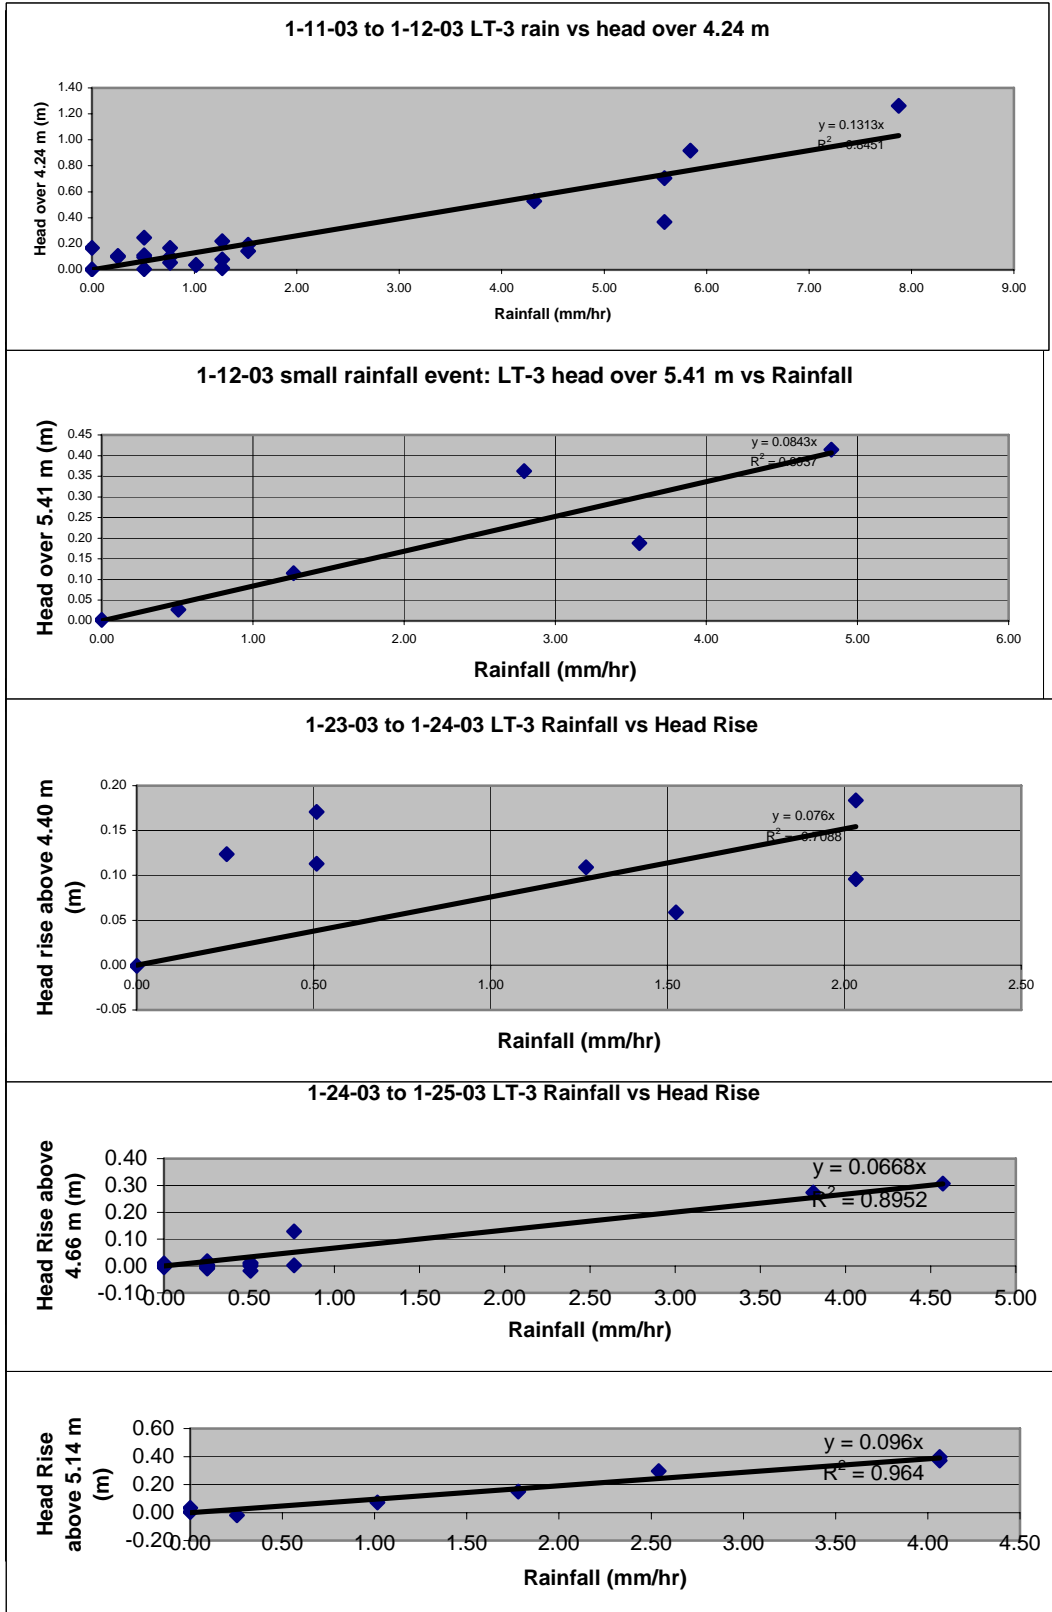 1-11-03 to 1-12-03 LT-3 rain vs head over 4.24 m
Head over 4.24 m (m)
1.40
1.20
1.00
0.80
0.60
0.40
0.20
0.00
y = 0.1313x
R2 = 0.8451
0.00 1.00 2.00 3.00 4.00 5.00 6.00 7.00 8.00 9.00
Rainfall (mm/hr)
1-12-03 small rainfall event: LT-3 head over 5.41 m vs Rainfall
Head over 5.41 m (m)
0.45
0.40
0.35
0.30
0.25
0.20
0.15
0.10
0.05
0.00
y = 0.0843x
R2 =
0.00 1.00 2.00 3.00 4.00 5.00 6.00
Rainfall (mm/hr)
1-23-03 to 1-24-03 LT-3 Rainfall vs Head Rise
Head rise above 4.40 m
(m)
0.20
0.15
0.10
0.05
0.00
-0.05
y = 0.076x
R2 = 0.7088
0.00 0.50 1.00 1.50 2.00 2.50
Rainfall (mm/hr)
1-24-03 to 1-25-03 LT-3 Rainfall vs Head Rise
Head Rise above
4.66 m (m)
0.40
0.30
0.20
0.10
0.00
-0.10
y = 0.0668x
R2 = 0.8952
0.00 0.50 1.00 1.50 2.00 2.50 3.00 3.50 4.00 4.50 5.00
Rainfall (mm/hr)
Head Rise
above 5.14 m
(m)
0.60
0.40
0.20
0.00
-0.20
y = 0.096x
R2 = 0.964
0.00 0.50 1.00 1.50 2.00 2.50 3.00 3.50 4.00 4.50
Rainfall (mm/hr)